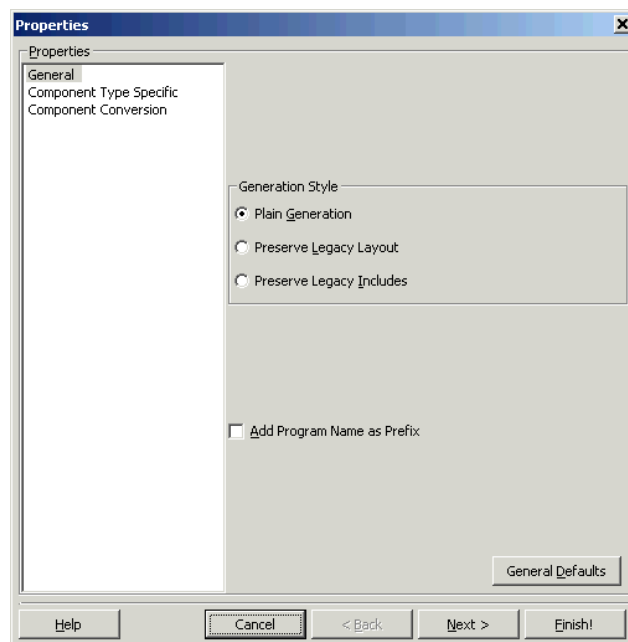 Properties
Properties
General
Component Type Specific
Component Conversion
Generation Style
Plain Generation
Preserve Legacy Layout
Preserve Legacy Includes
Add Program Name as Prefix
General Defaults
Help Cancel < Back Next > Finish!